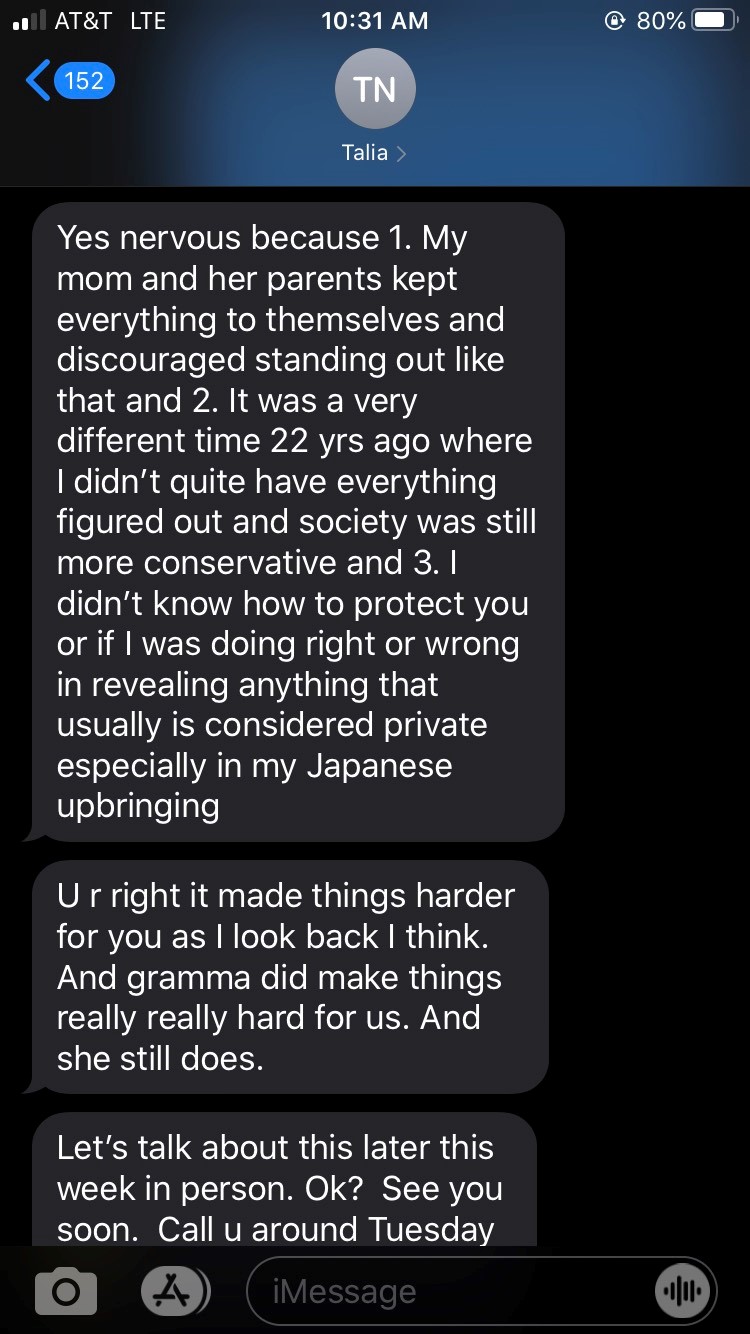 AT&T LTE 10:31 AM 80%
152
TN
Talia
Yes nervous because 1. My
mom and her parents kept
everything to themselves and
discouraged standing out like
that and 2. It was a very
different time 22 yrs ago where
I didn’t quite have everything
figured out and society was still
more conservative and 3. I
didn’t know how to protect you
or if I was doing right or wrong
in revealing anything that
usually is considered private
especially in my Japanese
upbringing
U r right it made things harder
for you as I look back I think.
And gramma did make things
really really hard for us. And
she still does.
Let’s talk about this later this
week in person. Ok?  See you
soon.  Call u around Tuesday
iMessage